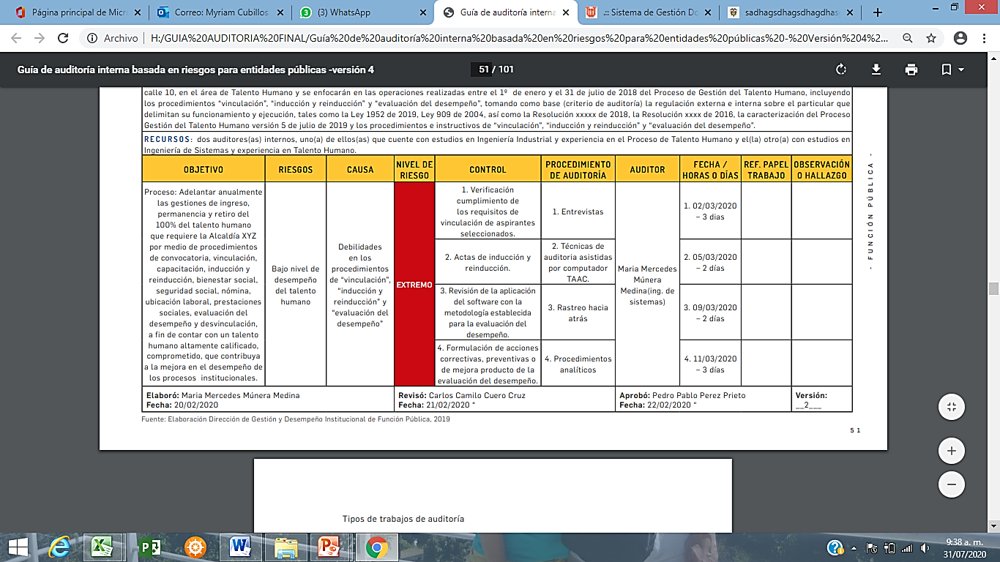 Página principal de Micr
Correo: Myriam Cubillos
(3) WhatsApp
Guía de auditoría interna
.:: Sistema de Gestión Do
sadhagsdhagsdhagdhas
Archivo
H:/GUIA%20AUDITORIA%20FINAL/Guía%20de%20auditoría%20interna%20basada%20en%20riesgos%20para%20entidades%20públicas%20-%20Versión%204%2...
Guía de auditoría interna basada en riesgos para entidades públicas -versión 4
51 / 101
calle 10, en el área de Talento Humano y se enfocarán en las operaciones realizadas entre el 1º de enero y el 31 de julio de 2018 del Proceso de Gestión del Talento Humano, incluyendo
los procedimientos “vinculación”, “inducción y reinducción” y “evaluación del desempeño”, tomando como base (criterio de auditoría) la regulación externa e interna sobre el particular que
delimitan su funcionamiento y ejecución, tales como la Ley 1952 de 2019, Ley 909 de 2004, así como la Resolución xxxxx de 2018, la Resolución xxxx de 2016, la caracterización del Proceso
Gestión del Talento Humano versión 5 de julio de 2019 y los procedimientos e instructivos de “vinculación”, “inducción y reinducción” y “evaluación del desempeño”.
RECURSOS: dos auditores(as) internos, uno(a) de ellos(as) que cuente con estudios en Ingeniería Industrial y experiencia en el Proceso de Talento Humano y el(la) otro(a) con estudios en
Ingeniería de Sistemas y experiencia en Talento Humano.
OBJETIVO
RIESGOS
CAUSA
NIVEL DE
RIESGO
CONTROL
PROCEDIMIENTO
DE AUDITORÍA
AUDITOR
FECHA /
HORAS O DÍAS
REF. PAPEL
TRABAJO
OBSERVACIÓN
O HALLAZGO
Proceso: Adelantar anualmente
las gestiones de ingreso,
permanencia y retiro del
100% del talento humano
que requiere la Alcaldía XYZ
por medio de procedimientos
de convocatoria, vinculación,
capacitación, inducción y
reinducción, bienestar social,
seguridad social, nómina,
ubicación laboral, prestaciones
sociales, evaluación del
desempeño y desvinculación,
a fin de contar con un talento
humano altamente calificado,
comprometido, que contribuya
a la mejora en el desempeño de
los procesos institucionales.
Bajo nivel de
desempeño
del talento
humano
Debilidades
en los
procedimientos
de “vinculación”,
“inducción y
reinducción” y
“evaluación del
desempeño”
EXTREMO
1. Verificación
cumplimiento de
los requisitos de
vinculación de aspirantes
seleccionados.
1. Entrevistas
1. 02/03/2020
– 3 dias
2. Actas de inducción y
reinducción.
2. Técnicas de
auditoria asistidas
por computador
TAAC.
2. 05/03/2020
– 2 días
Maria Mercedes
Múnera
Medina(ing. de
sistemas)
3. Revisión de la aplicación
del software con la
metodología establecida
para la evaluación del
desempeño.
3. Rastreo hacia
atrás
3. 09/03/2020
– 2 días
4. Formulación de acciones
correctivas, preventivas o
de mejora producto de la
evaluación del desempeño.
4. Procedimientos
analíticos
4. 11/03/2020
– 3 días
Elaboró: Maria Mercedes Múnera Medina
Fecha: 20/02/2020
Revisó: Carlos Camilo Cuero Cruz
Fecha: 21/02/2020 “
Aprobó: Pedro Pablo Perez Prieto
Fecha: 22/02/2020 “
Versión:
__2___
Fuente: Elaboración Dirección de Gestión y Desempeño Institucional de Función Pública, 2019
51
- FUNCIÓN PÚBLICA -
Tipos de trabajos de auditoría
9:38 a. m.
31/07/2020